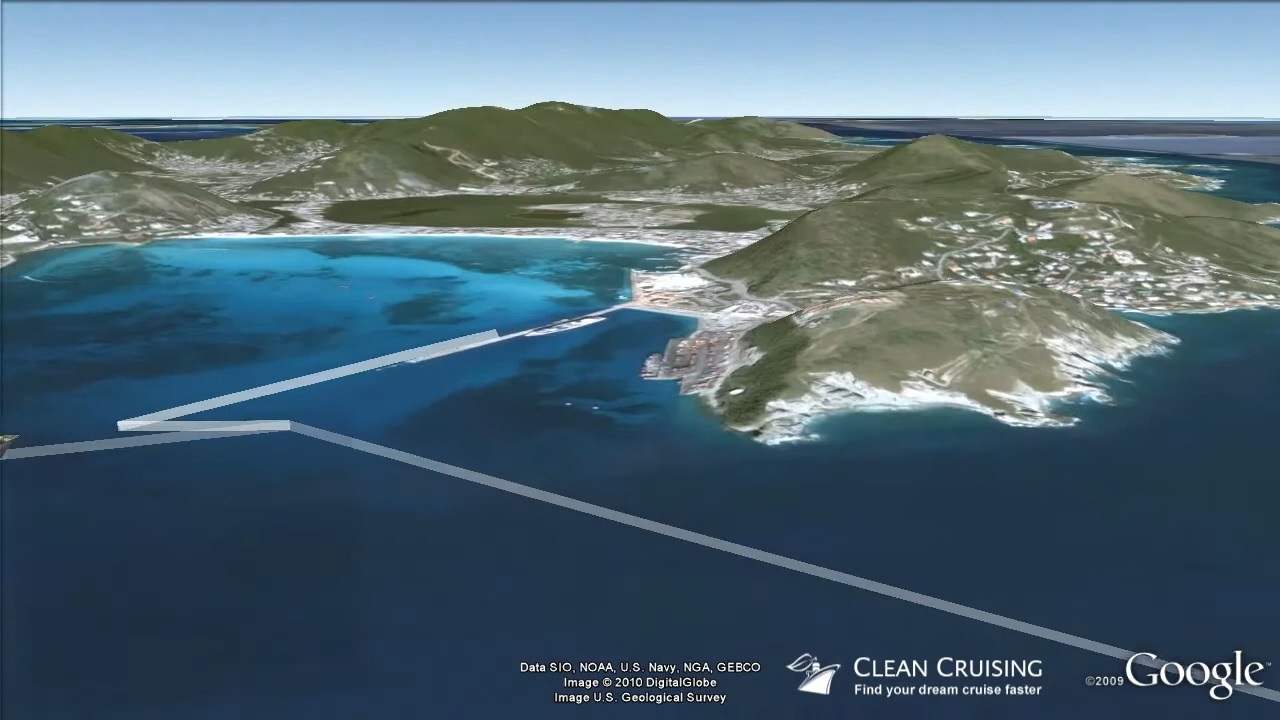 Data SIO, NOAA, U.S. Navy, NGA, GEBCO
Image © 2010 DigitalGlobe
Image U.S. Geological Survey
CLEAN CRUISING
Find your dream cruise faster
©2009 Google™